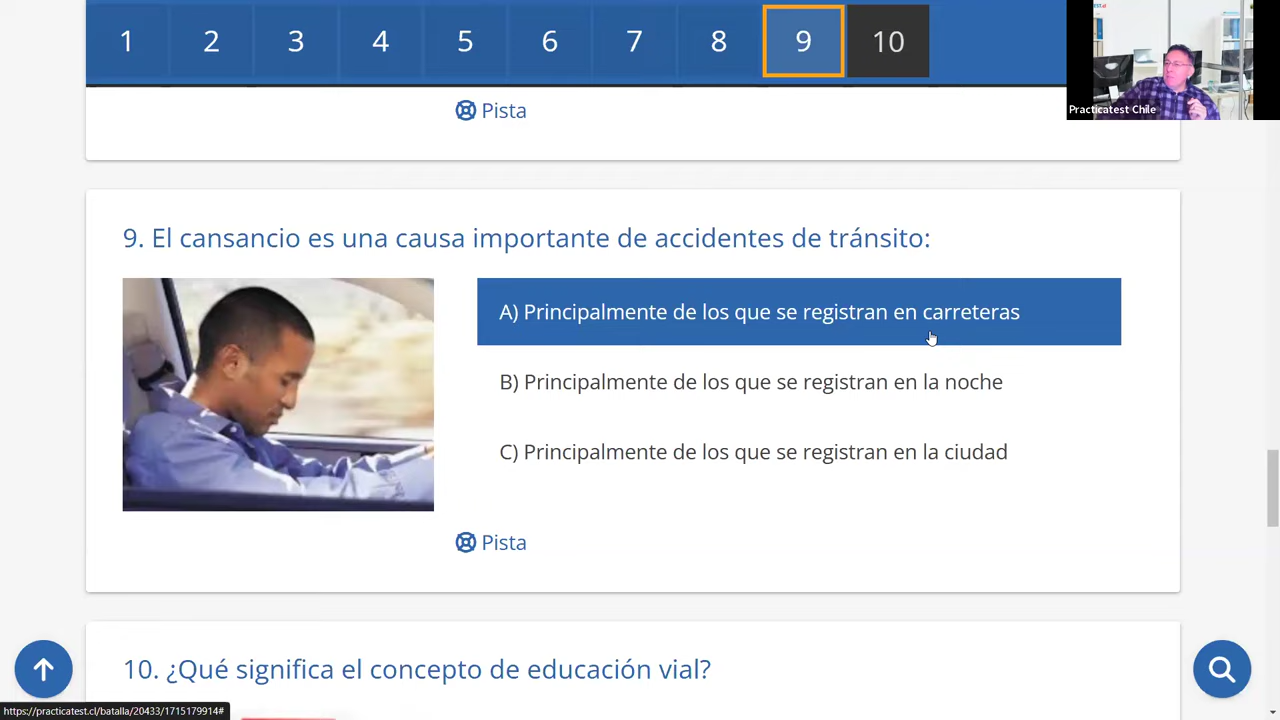 1 2 3 4 5 6 7 8 9 10
Practicatest Chile
Pista
9. El cansancio es una causa importante de accidentes de tránsito:
A) Principalmente de los que se registran en carreteras
B) Principalmente de los que se registran en la noche
C) Principalmente de los que se registran en la ciudad
Pista
10. ¿Qué significa el concepto de educación vial?
https://practicatest.cl/batalla/20433/1715179914#